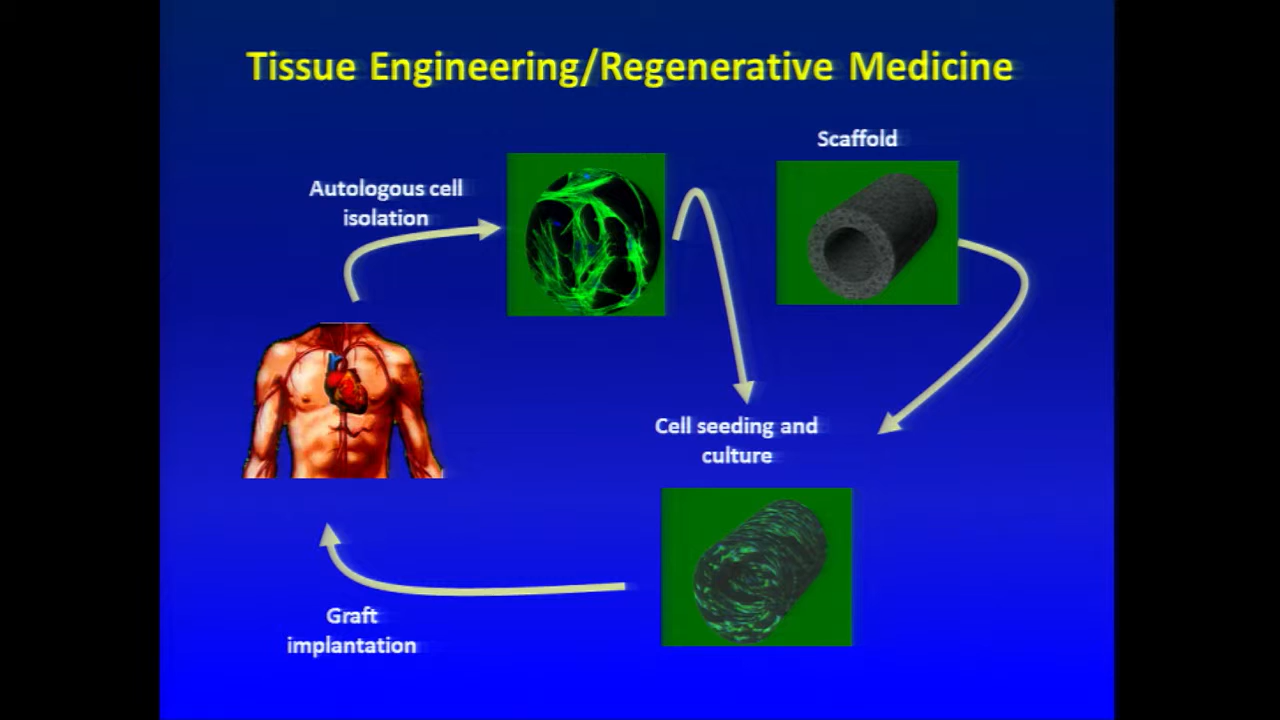 Tissue Engineering/Regenerative Medicine
Scaffold
Autologous cell
isolation
Cell seeding and
culture
Graft
implantation